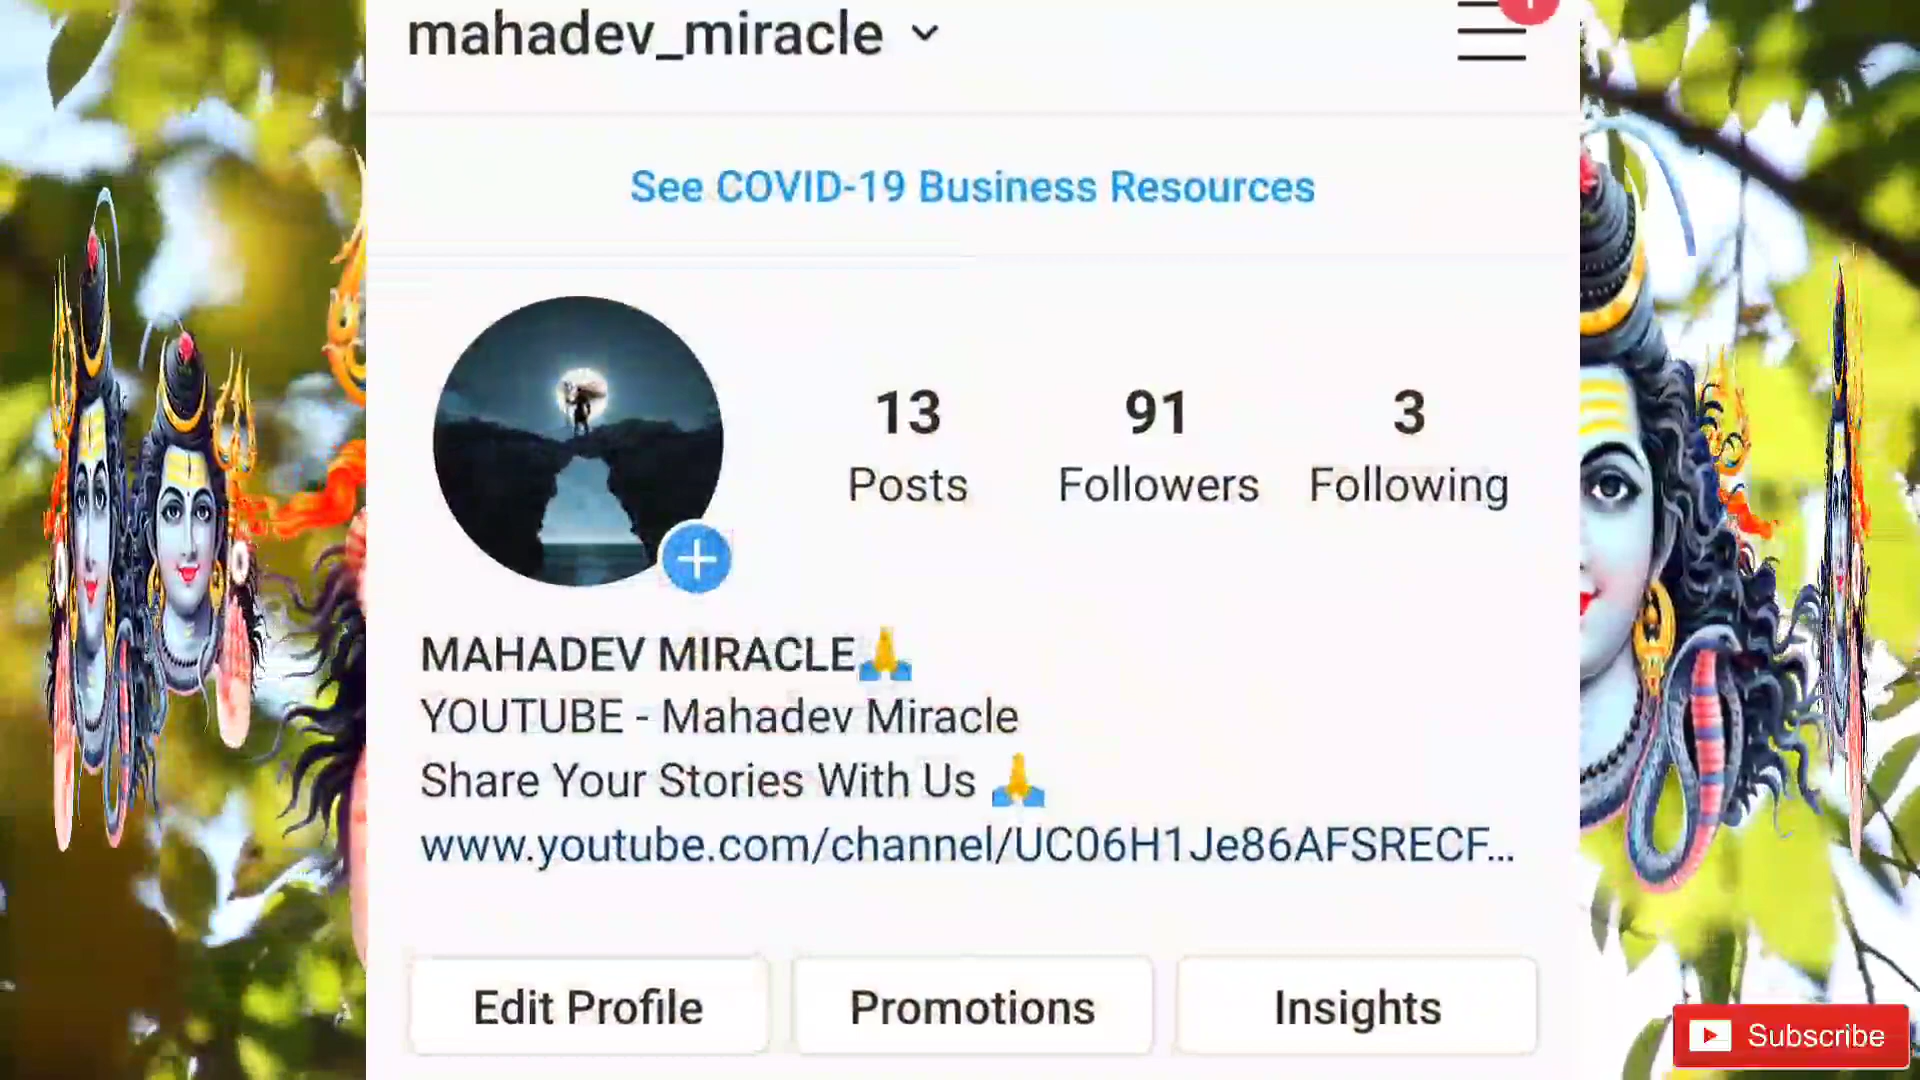 mahadev_miracle
See COVID-19 Business Resources
13 91 3
Posts Followers Following
MAHADEV MIRACLE🙏
YOUTUBE - Mahadev Miracle
Share Your Stories With Us 🙏
www.youtube.com/channel/UC06H1Je86AFSRECF...
Edit Profile Promotions Insights
Subscribe